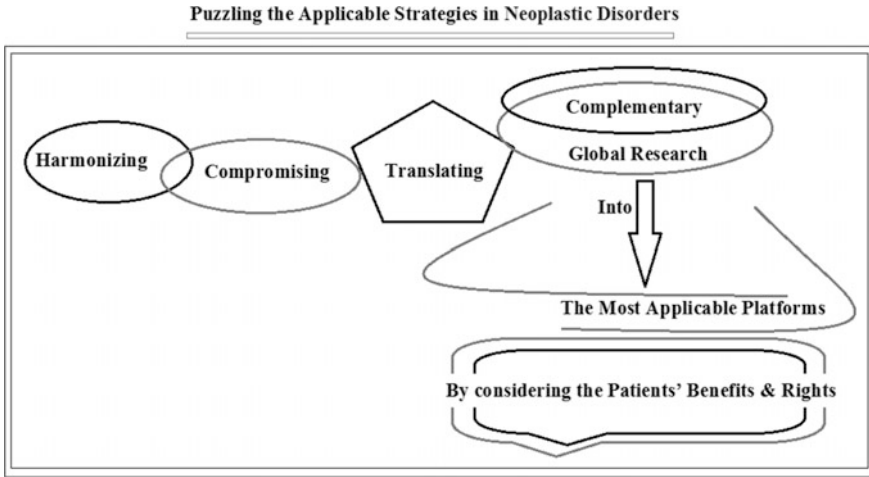 Puzzling the Applicable Strategies in Neoplastic Disorders
Harmonizing
Compromising
Translating
Complementary
Global Research
Into
The Most Applicable Platforms
By considering the Patients' Benefits & Rights